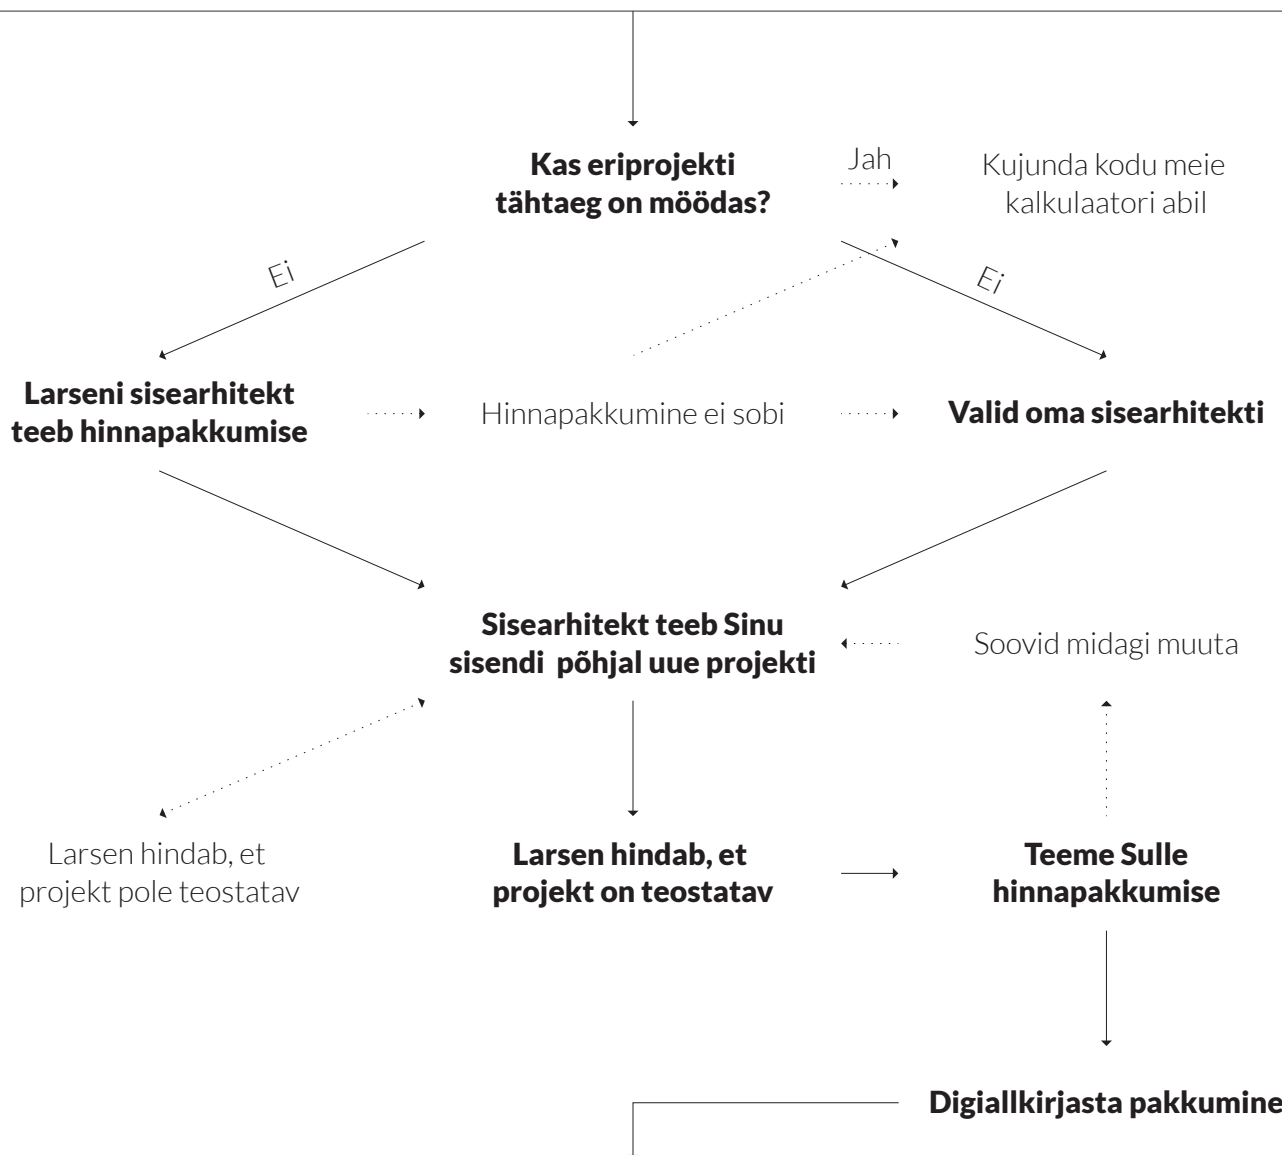 Kas eriprojekti
tähtaeg on möödas?
Jah
Kujunda kodu meie
kalkulaatori abil
Ei
Ei
Larseni sisearhitekt
teeb hinnapakkumise
Hinnapakkumine ei sobi
Valid oma sisearhitekti
Sisearhitekt teeb Sinu
sisendi põhjal uue projekti
Soovid midagi muuta
Larsen hindab, et
projekt pole teostatav
Larsen hindab, et
projekt on teostatav
Teeme Sulle
hinnapakkumise
Digiallkirjasta pakkumine